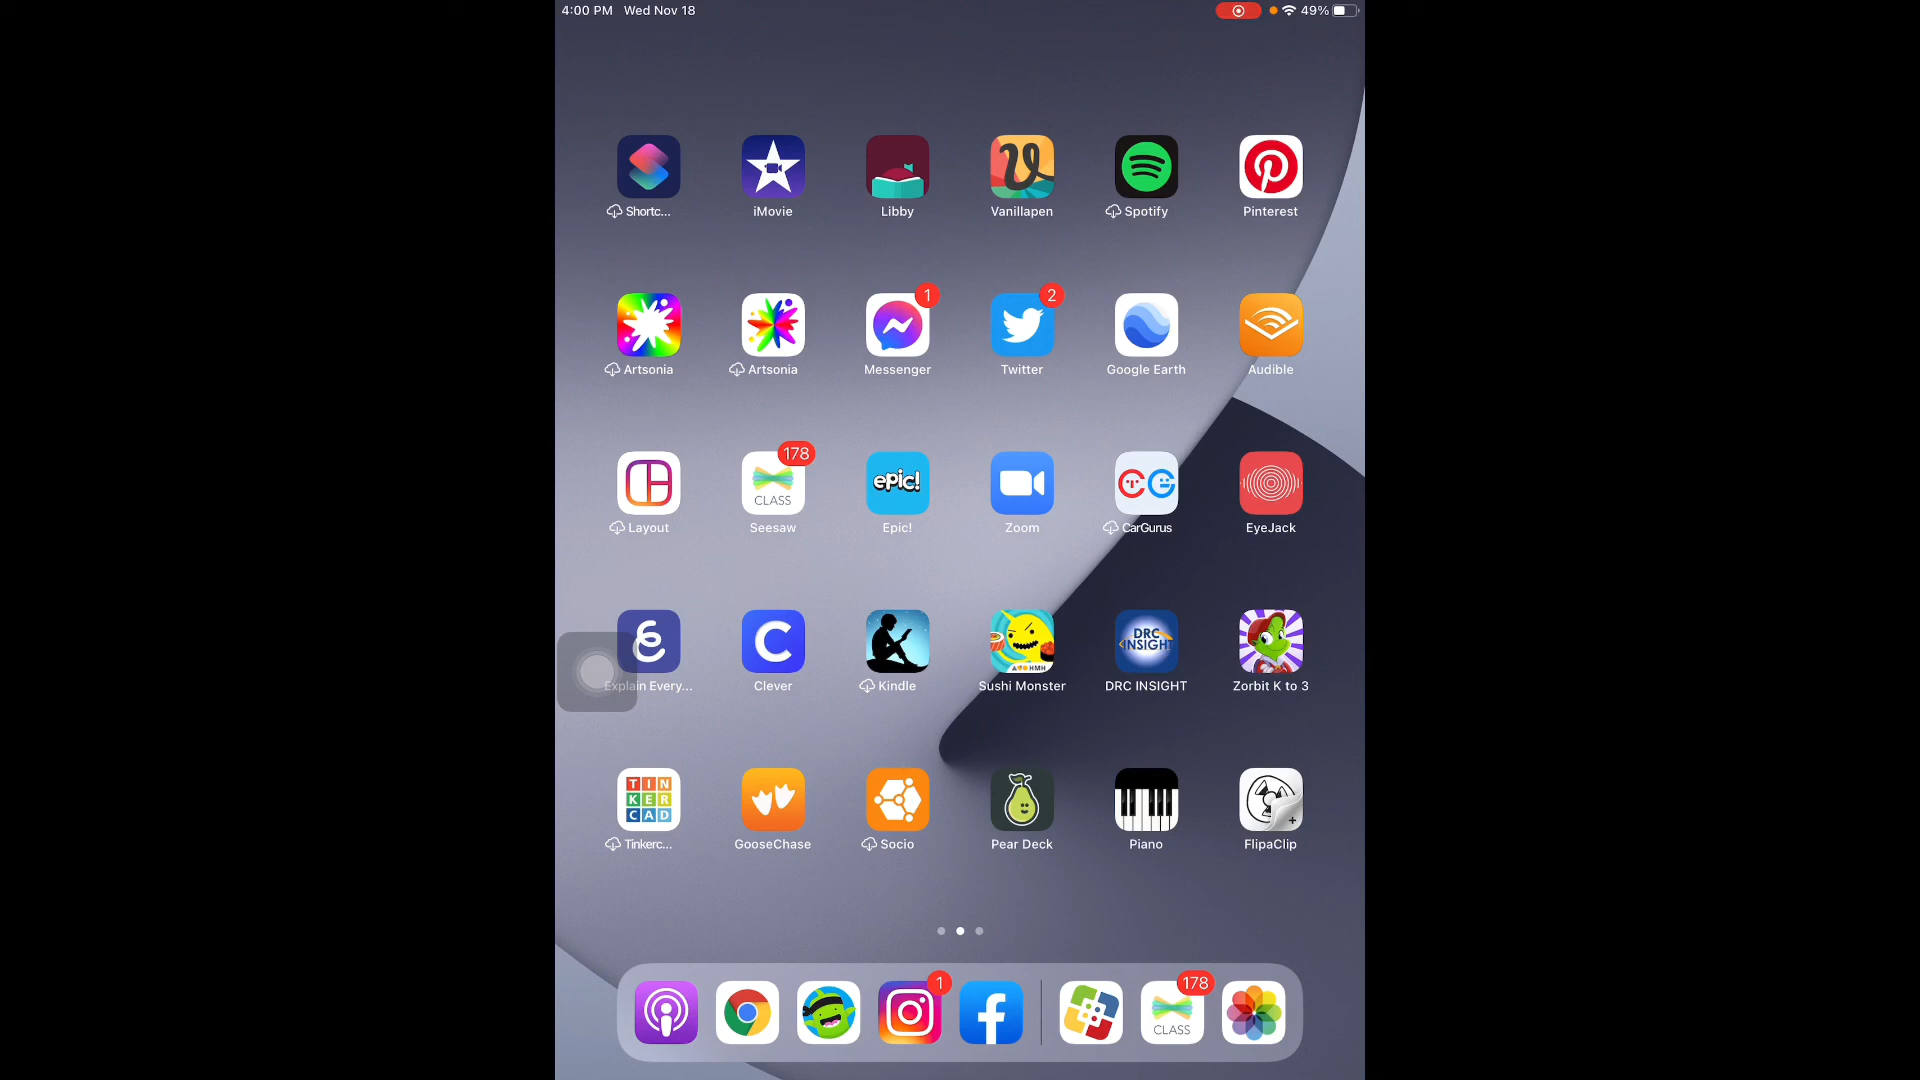 4:00 PM Wed Nov 18 49%
Shortc... iMovie Libby Vanillapen Spotify Pinterest
1 2
Artsonia Artsonia Messenger Twitter Google Earth Audible
178
CLASS epic!
Layout Seesaw Epic! Zoom CarGurus EyeJack
DRC INSIGHT
HMH
Explain Every... Clever Kindle Sushi Monster DRC INSIGHT Zorbit K to 3
TINKERCAD
Tinkerc... GooseChase Socio Pear Deck Piano FlipaClip
1 178
CLASS